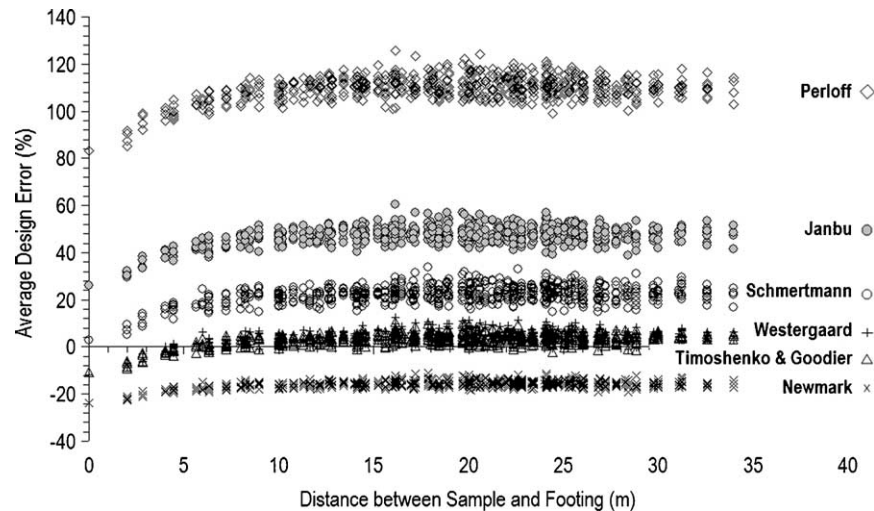 140
120
100
80
60
40
20
0
-20
-40
Average Design Error (%)
Perloff
Janbu
Schmertmann
Westergaard
Timoshenko & Goodier
Newmark
0 5 10 15 20 25 30 35 40
Distance between Sample and Footing (m)